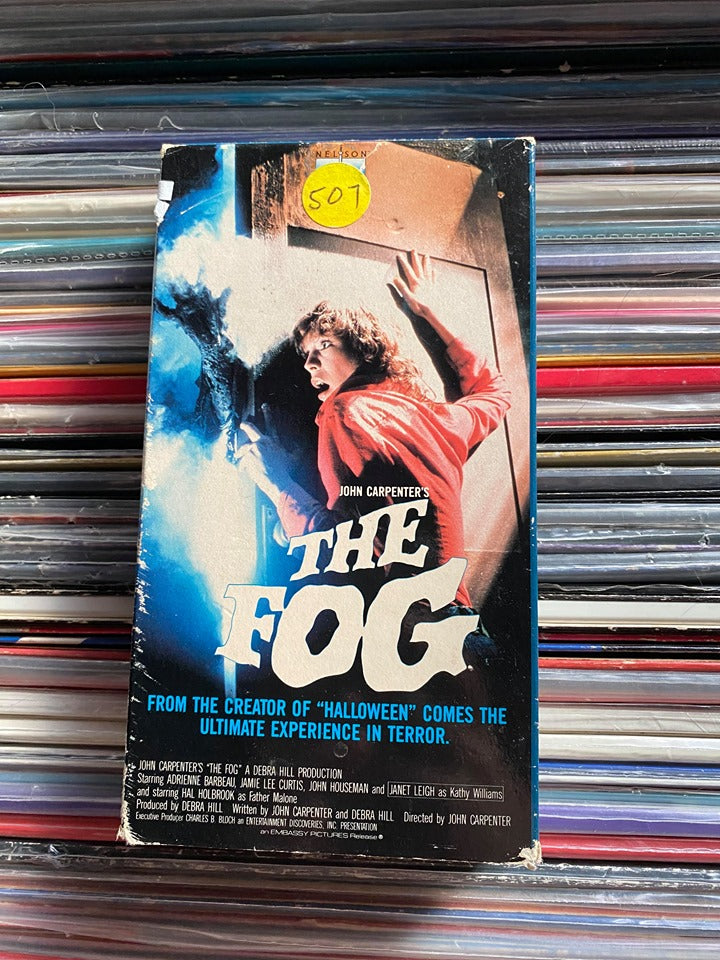 NELSON
507
JOHN CARPENTER'S
THE
FOG
FROM THE CREATOR OF "HALLOWEEN" COMES THE
ULTIMATE EXPERIENCE IN TERROR.
JOHN CARPENTER'S "THE FOG" A DEBRA HILL PRODUCTION
Starring ADRIENNE BARBEAU, JAMIE LEE CURTIS, JOHN HOUSEMAN and JANET LEIGH as Kathy Williams
and starring HAL HOLBROOK as Father Malone
Produced by DEBRA HILL Written by JOHN CARPENTER and DEBRA HILL Directed by JOHN CARPENTER
Executive Producer CHARLES B. BLOCH an ENTERTAINMENT DISCOVERIES, INC. PRESENTATION
an EMBASSY PICTURES Release